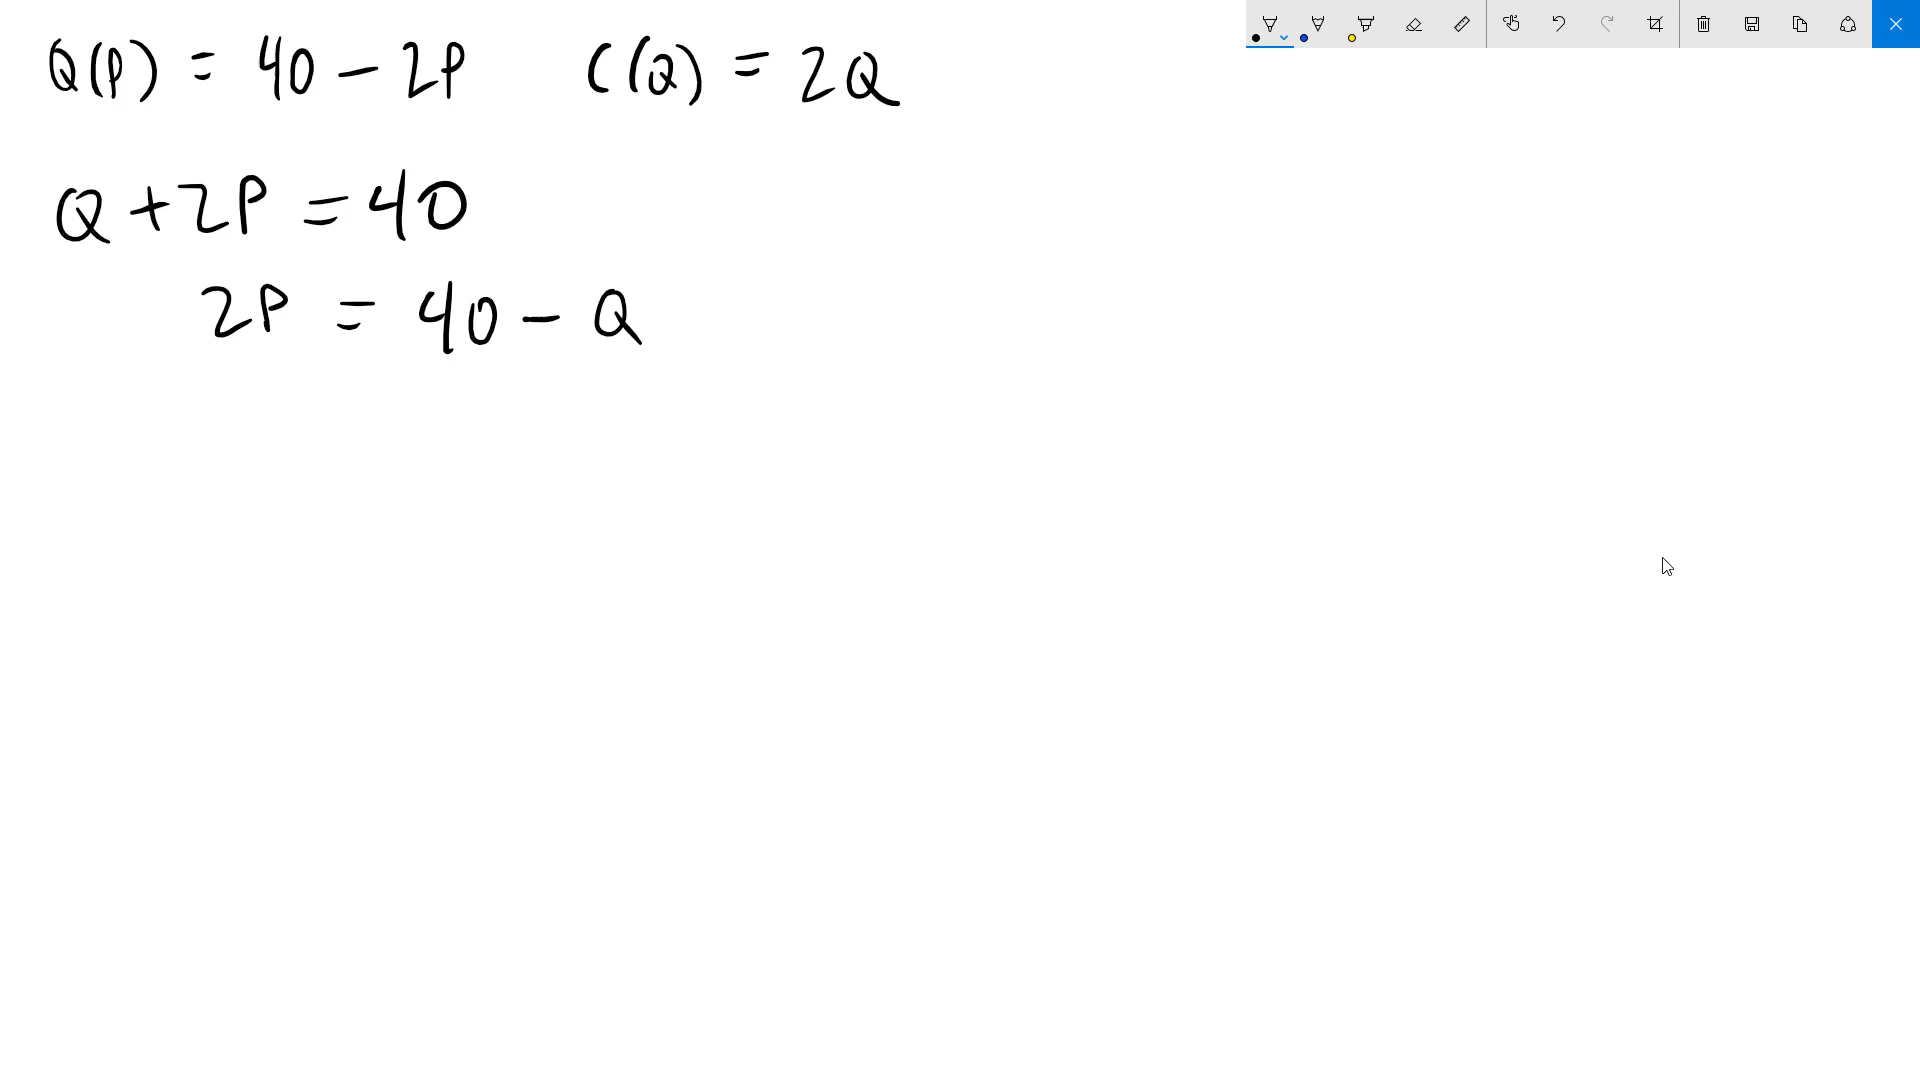 Q(P) = 40 - 2P C(Q) = 2Q
Q + 2P = 40
2P = 40 - Q